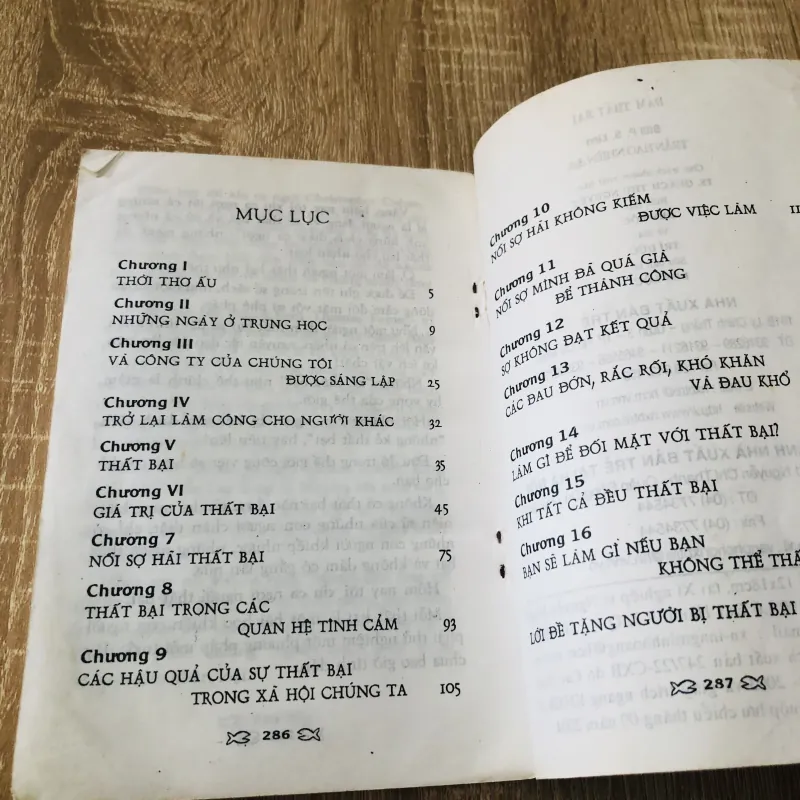 MỤC LỤC
Chương I
THỜI THƠ ẤU 5
Chương II
NHỮNG NGÀY Ở TRUNG HỌC 9
Chương III
VÀ CÔNG TY CỦA CHÚNG TÔI
ĐƯỢC SÁNG LẬP 25
Chương IV
TRỞ LẠI LÀM CÔNG CHO NGƯỜI KHÁC 32
Chương V
THẤT BẠI 35
Chương VI
GIÁ TRỊ CỦA THẤT BẠI 45
Chương 7
NỖI SỢ HÃI THẤT BẠI 75
Chương 8
THẤT BẠI TRONG CÁC
QUAN HỆ TÌNH CẢM 93
Chương 9
CÁC HẬU QUẢ CỦA SỰ THẤT BẠI
TRONG XÃ HỘI CHÚNG TA 105
286
Chương 10
NỖI SỢ HÃI KHÔNG KIẾM
ĐƯỢC VIỆC LÀM
Chương 11
NỖI SỢ MÌNH ĐÃ QUÁ GIÀ
ĐỂ THÀNH CÔNG
Chương 12
SỢ KHÔNG ĐẠT KẾT QUẢ
Chương 13
CÁC ĐAU ĐỚN, RẮC RỐI, KHÓ KHĂN
VÀ ĐAU KHỔ
Chương 14
LÀM GÌ ĐỂ ĐỐI MẶT VỚI THẤT BẠI?
Chương 15
KHI TẤT CẢ ĐỀU THẤT BẠI
Chương 16
BẠN SẼ LÀM GÌ NẾU BẠN
KHÔNG THỂ
LỜI ĐỀ TẶNG NGƯỜI BỊ THẤT BẠI
287